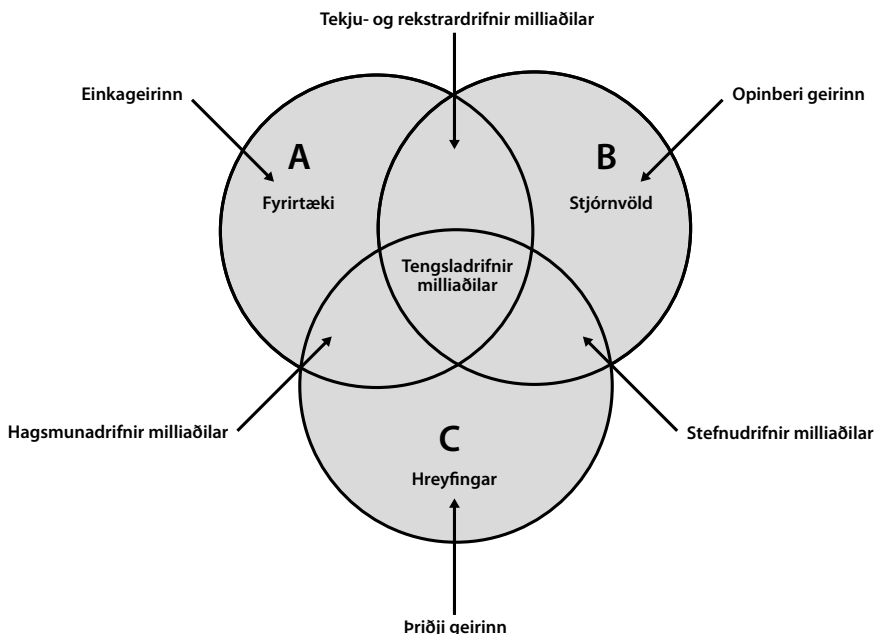 Tekju- og rekstrardrifnir milliaðilar
Einkageirinn
Opinberi geirinn
A
B
Fyrirtæki
Stjórnvöld
Tengsladrifnir
milliaðilar
Hagsmunadrifnir milliaðilar
Stefnudrifnir milliaðilar
C
Hreyfingar
Þriðji geirinn